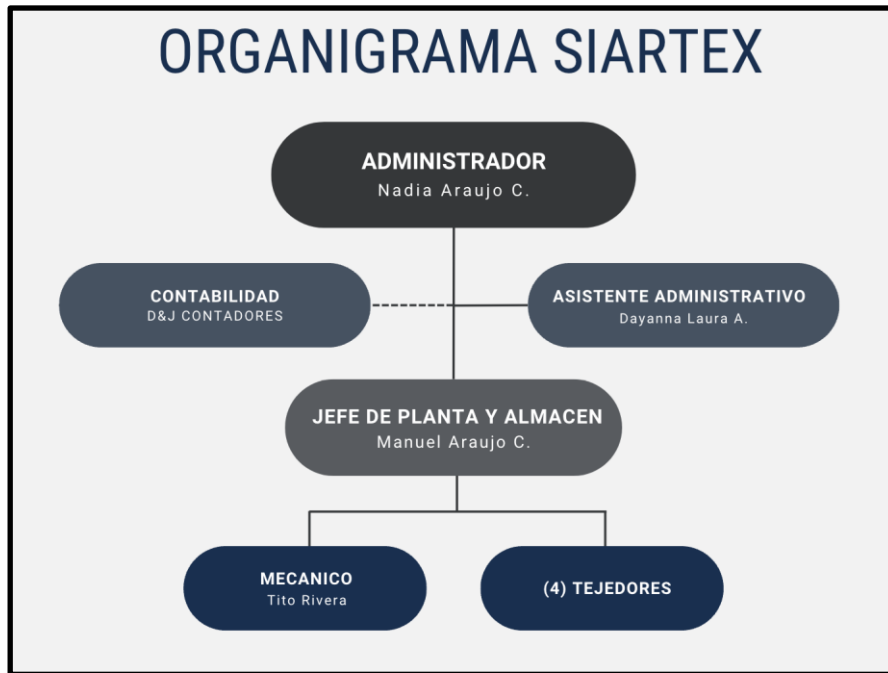 ORGANIGRAMA SIARTEX
ADMINISTRADOR
Nadia Araujo C.
CONTABILIDAD
D&J CONTADORES
ASISTENTE ADMINISTRATIVO
Dayanna Laura A.
JEFE DE PLANTA Y ALMACEN
Manuel Araujo C.
MECANICO
Tito Rivera
(4) TEJEDORES